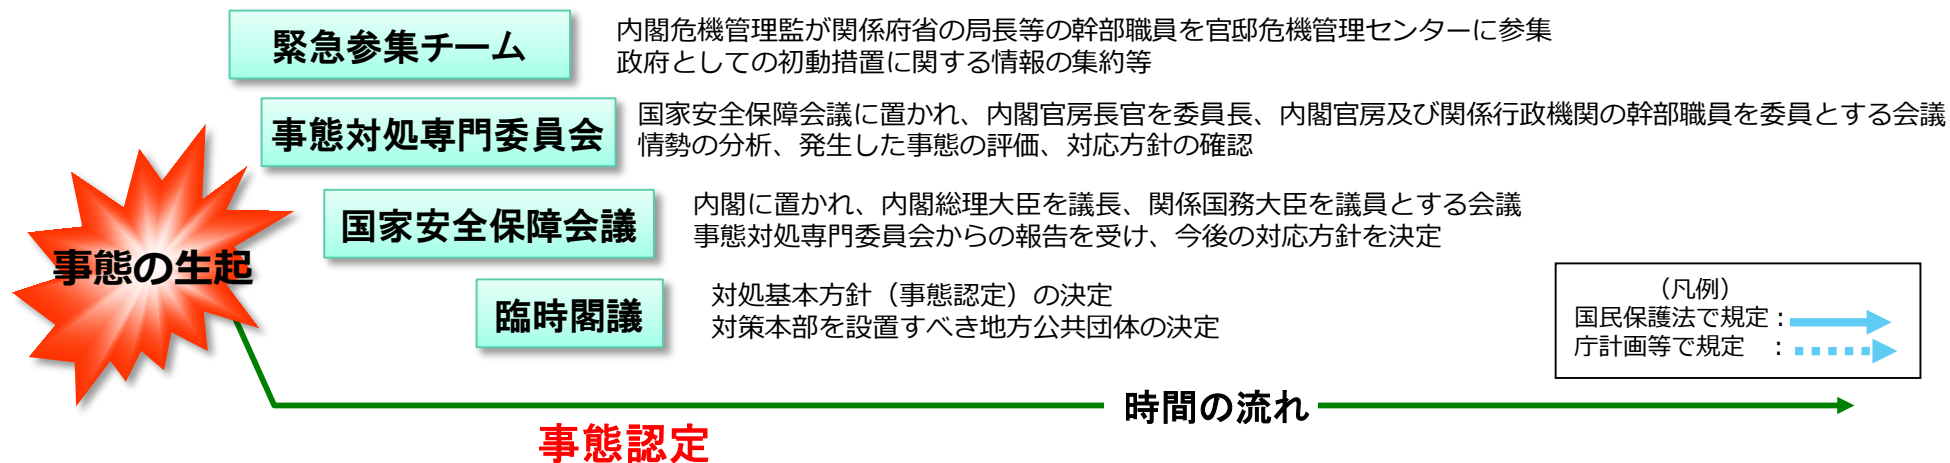 緊急参集チーム
内閣危機管理監が関係府省の局長等の幹部職員を官邸危機管理センターに参集
政府としての初動措置に関する情報の集約等
事態対処専門委員会
国家安全保障会議に置かれ、内閣官房長官を委員長、内閣官房及び関係行政機関の幹部職員を委員とする会議
情勢の分析、発生した事態の評価、対応方針の確認
国家安全保障会議
内閣に置かれ、内閣総理大臣を議長、関係国務大臣を議員とする会議
事態対処専門委員会からの報告を受け、今後の対応方針を決定
事態の生起
臨時閣議
対処基本方針（事態認定）の決定
対策本部を設置すべき地方公共団体の決定
（凡例）
国民保護法で規定：
庁計画等で規定　：
時間の流れ
事態認定